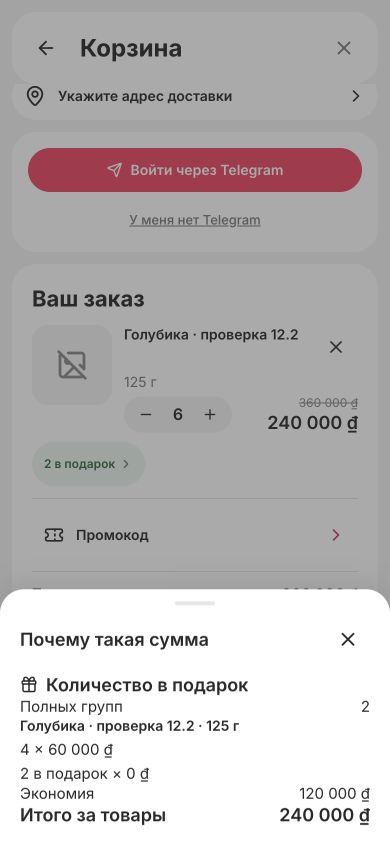 Корзина
Укажите адрес доставки
Войти через Telegram
У меня нет Telegram
Ваш заказ
Голубика · проверка 12.2
125 г
360 000 ₫
6
240 000 ₫
2 в подарок
Промокод
Почему такая сумма
Количество в подарок
Полных групп 2
Голубика · проверка 12.2 · 125 г
4 × 60 000 ₫
2 в подарок × 0 ₫
Экономия 120 000 ₫
Итого за товары 240 000 ₫